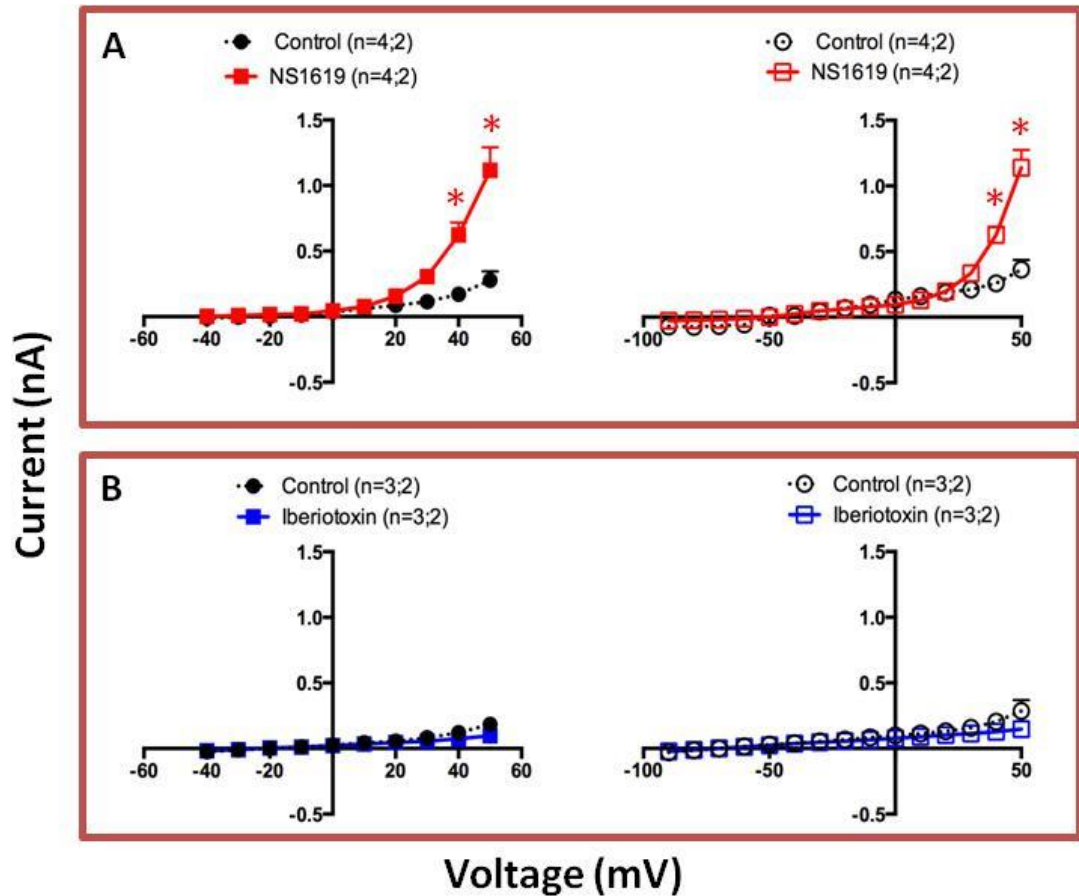 A
Control (n=4;2)
NS1619 (n=4;2)
Control (n=4;2)
NS1619 (n=4;2)
1.5
1.0
0.5
-0.5
-60 -40 -20 0 20 40 60
*
*
1.5
1.0
0.5
-0.5
-100 -50 0 50
*
*
Current (nA)
B
Control (n=3;2)
Iberiotoxin (n=3;2)
Control (n=3;2)
Iberiotoxin (n=3;2)
1.5
1.0
0.5
-0.5
-60 -40 -20 0 20 40 60
1.5
1.0
0.5
-0.5
-100 -50 0 50
Voltage (mV)